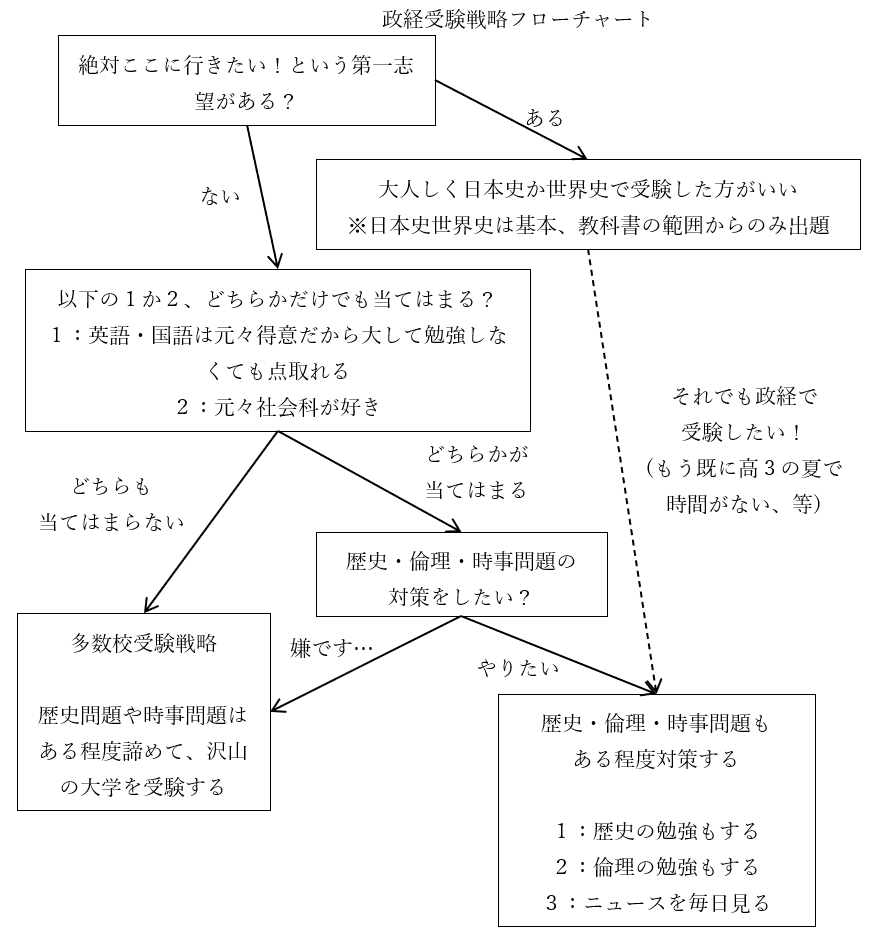 政経受験戦略フローチャート
絶対ここに行きたい！という第一志
望がある？
ある
ない
大人しく日本史か世界史で受験した方がいい
※日本史世界史は基本、教科書の範囲からのみ出題
以下の１か２、どちらかだけでも当てはまる？
１：英語・国語は元々得意だから大して勉強しな
くても点取れる
２：元々社会科が好き
それでも政経で
受験したい！
（もう既に高３の夏で
時間がない、等）
どちらかが
当てはまる
どちらも
当てはまらない
歴史・倫理・時事問題の
対策をしたい？
嫌です…
やりたい
多数校受験戦略
歴史問題や時事問題は
ある程度諦めて、沢山
の大学を受験する
歴史・倫理・時事問題も
ある程度対策する
１：歴史の勉強もする
２：倫理の勉強もする
３：ニュースを毎日見る